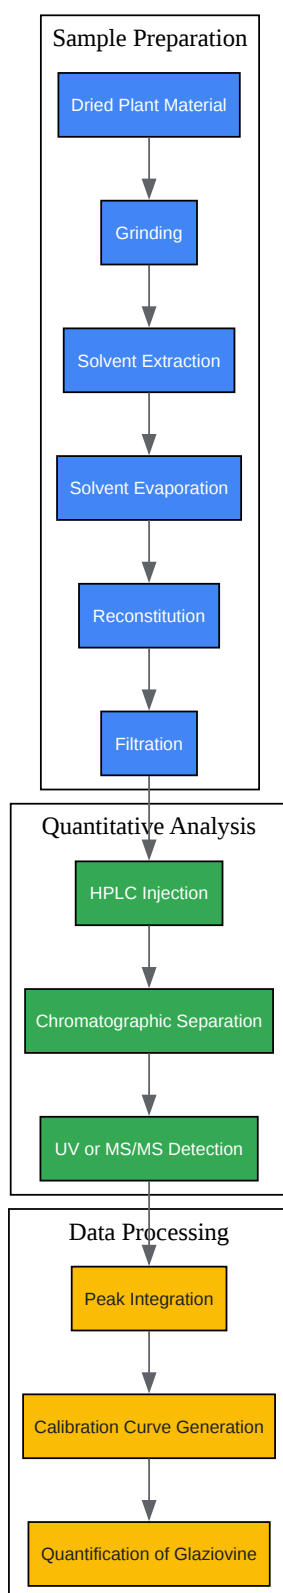 Sample Preparation
Dried Plant Material
Grinding
Solvent Extraction
Solvent Evaporation
Reconstitution
Filtration
Quantitative Analysis
HPLC Injection
Chromatographic Separation
UV or MS/MS Detection
Data Processing
Peak Integration
Calibration Curve Generation
Quantification of Glaziovine